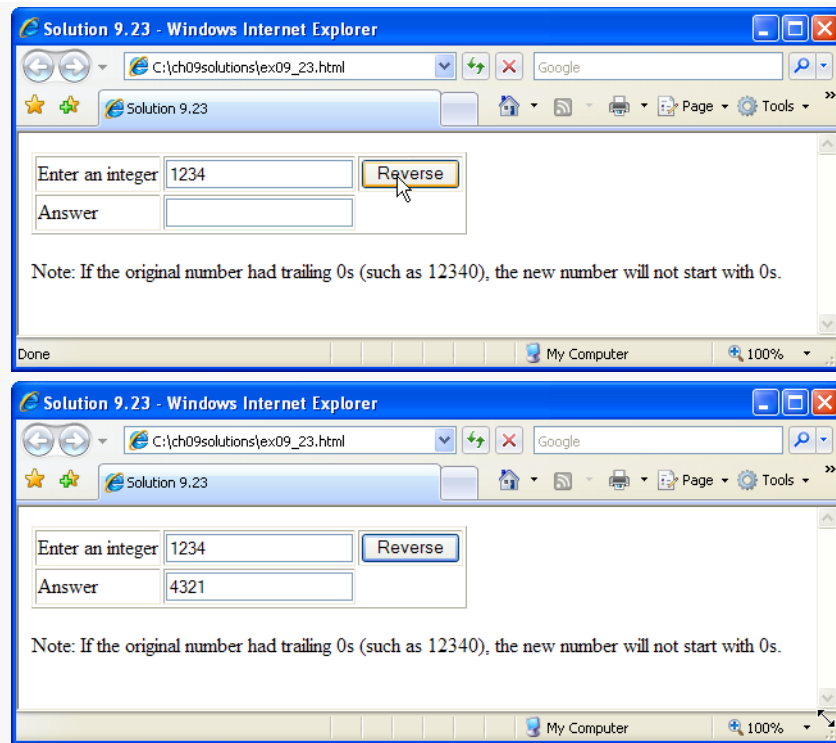 Solution 9.23 - Windows Internet Explorer
C:\ch09solutions\ex09_23.html
Google
Solution 9.23
Page
Tools
»
Enter an integer 1234 Reverse
Answer
Note: If the original number had trailing 0s (such as 12340), the new number will not start with 0s.
Done
My Computer
100%
Solution 9.23 - Windows Internet Explorer
C:\ch09solutions\ex09_23.html
Google
Solution 9.23
Page
Tools
»
Enter an integer 1234 Reverse
Answer 4321
Note: If the original number had trailing 0s (such as 12340), the new number will not start with 0s.
My Computer
100%